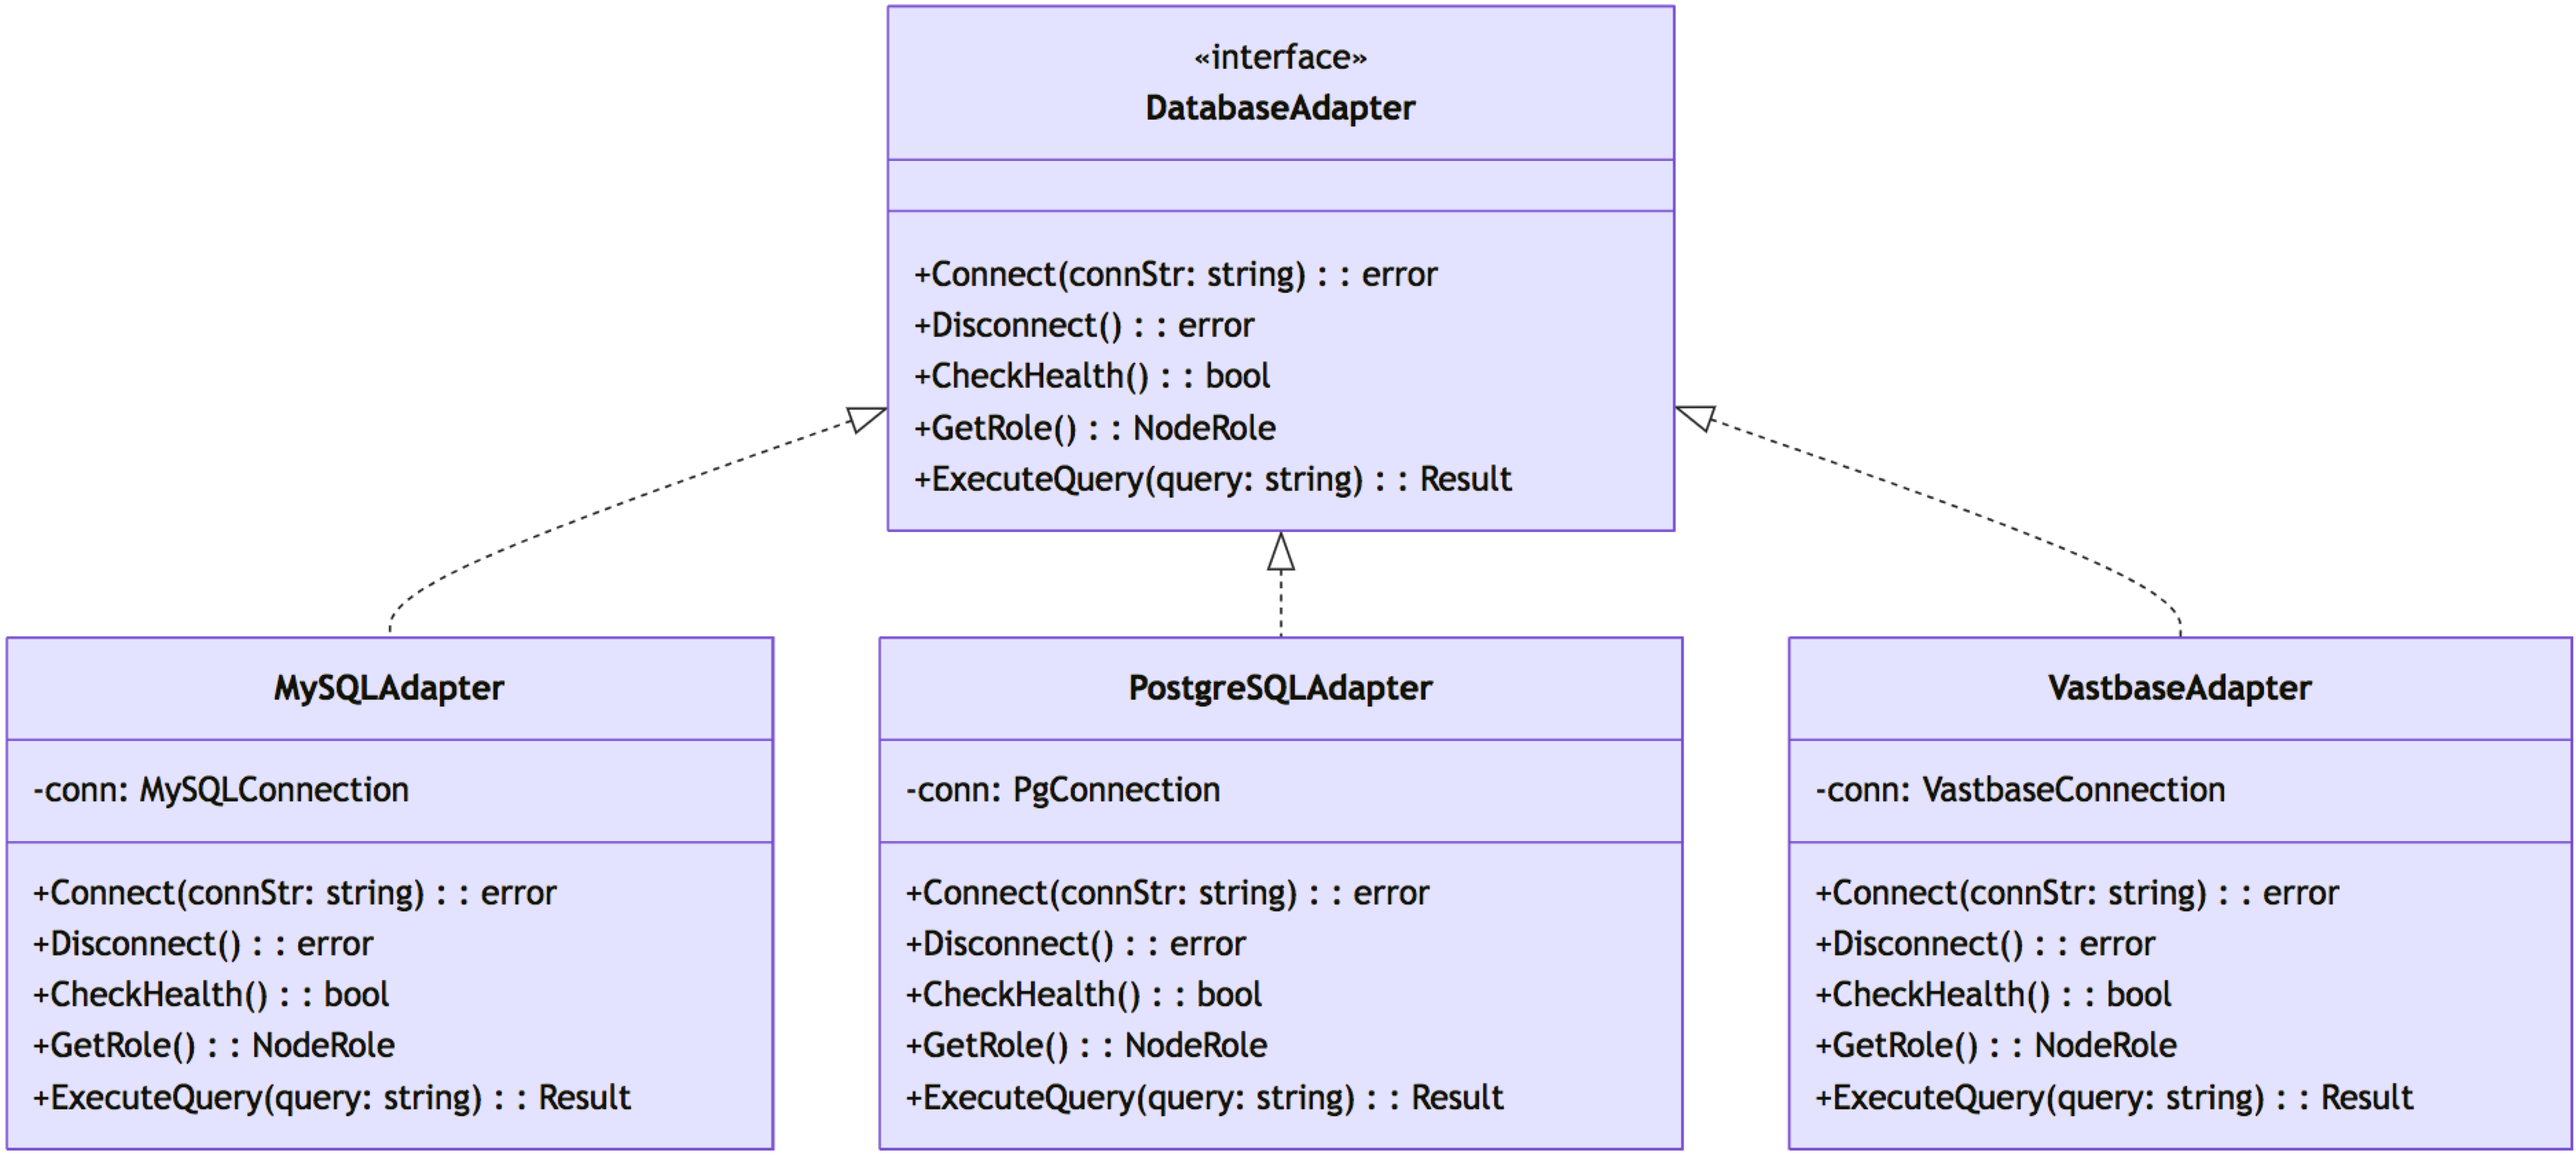 «interface»
DatabaseAdapter
+Connect(connStr: string) : : error
+Disconnect() : : error
+CheckHealth() : : bool
+GetRole() : : NodeRole
+ExecuteQuery(query: string) : : Result
MySQLAdapter
-conn: MySQLConnection
+Connect(connStr: string) : : error
+Disconnect() : : error
+CheckHealth() : : bool
+GetRole() : : NodeRole
+ExecuteQuery(query: string) : : Result
PostgreSQLAdapter
-conn: PgConnection
+Connect(connStr: string) : : error
+Disconnect() : : error
+CheckHealth() : : bool
+GetRole() : : NodeRole
+ExecuteQuery(query: string) : : Result
VastbaseAdapter
-conn: VastbaseConnection
+Connect(connStr: string) : : error
+Disconnect() : : error
+CheckHealth() : : bool
+GetRole() : : NodeRole
+ExecuteQuery(query: string) : : Result